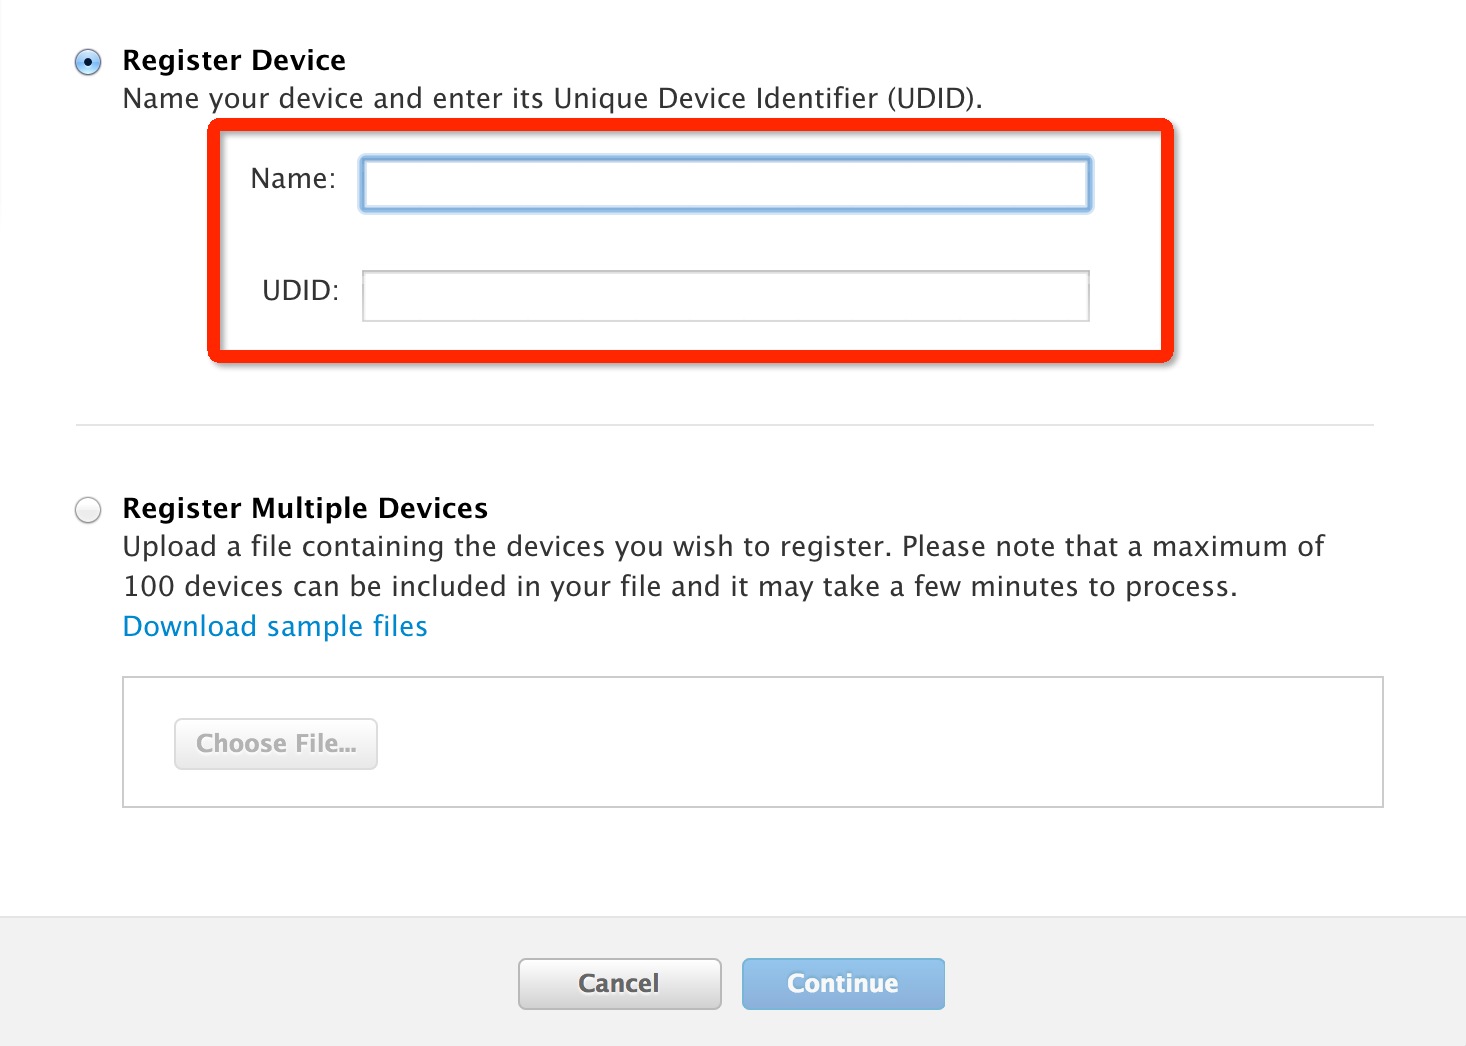 Register Device
Name your device and enter its Unique Device Identifier (UDID).
Name:
UDID:
Register Multiple Devices
Upload a file containing the devices you wish to register. Please note that a maximum of
100 devices can be included in your file and it may take a few minutes to process.
Download sample files
Choose File...
Cancel
Continue